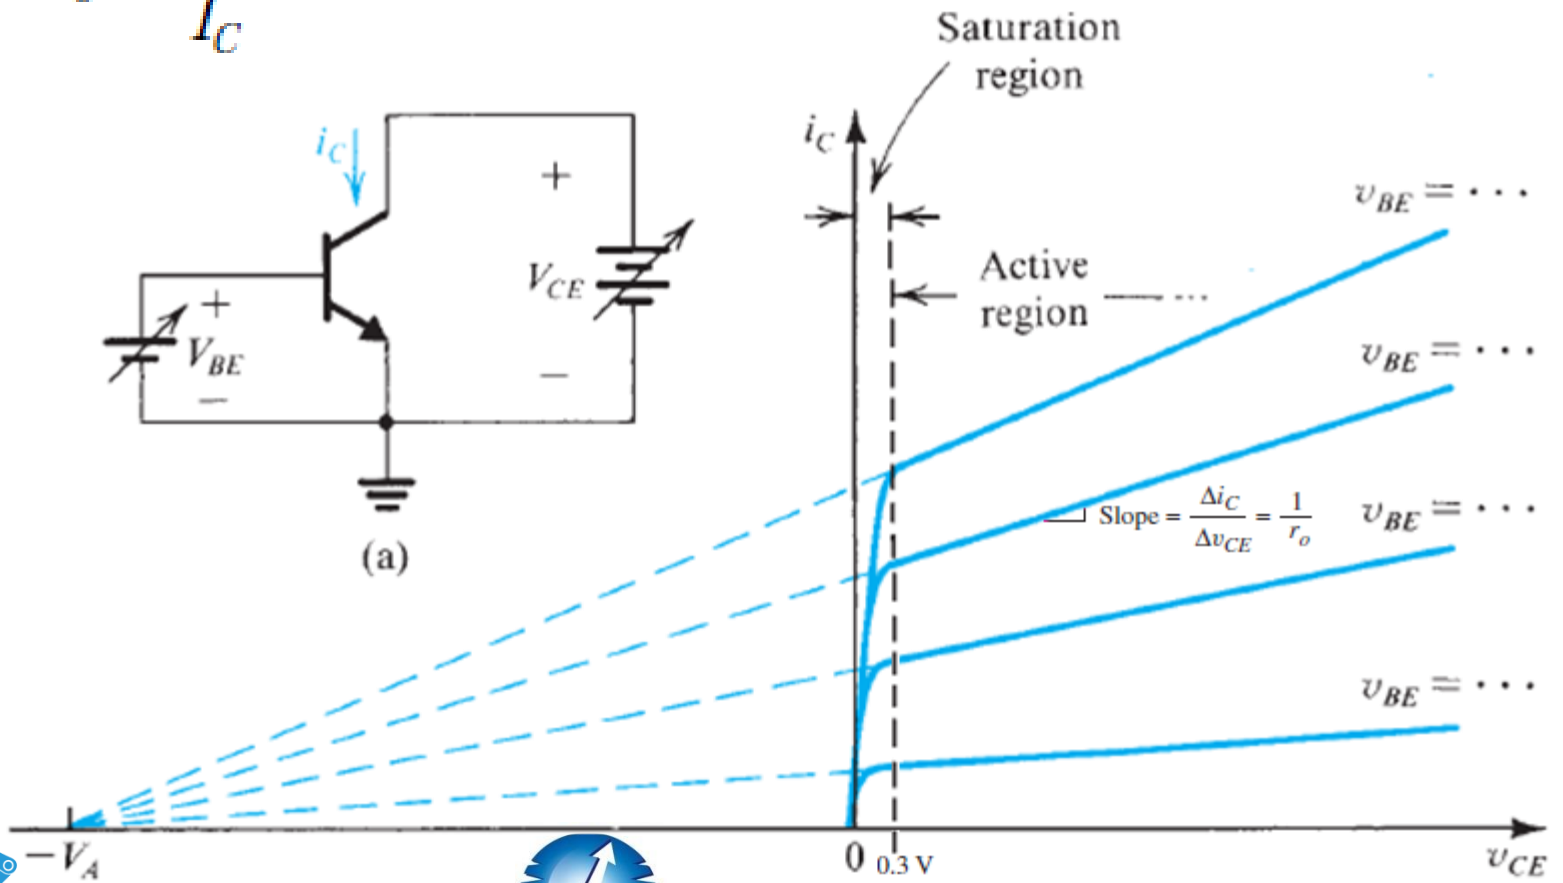 I_C
Saturation
region
i_C
i_C
+
V_CE
−
+
V_BE
−
(a)
Active
region
v_BE = · · ·
v_BE = · · ·
Slope = Δi_C / Δv_CE = 1 / r_o
v_BE = · · ·
v_BE = · · ·
−V_A
0
0.3 V
v_CE